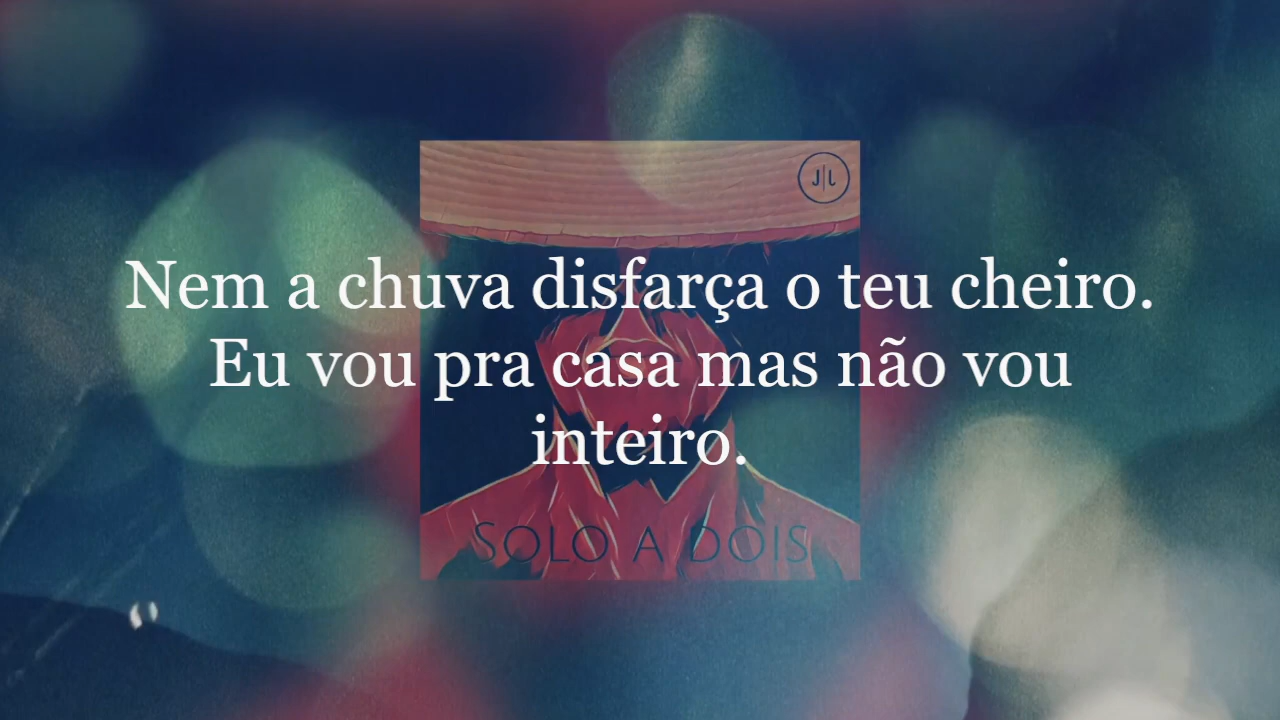 J|L
Nem a chuva disfarça o teu cheiro.
Eu vou pra casa mas não vou
inteiro.
SOLO A DOIS